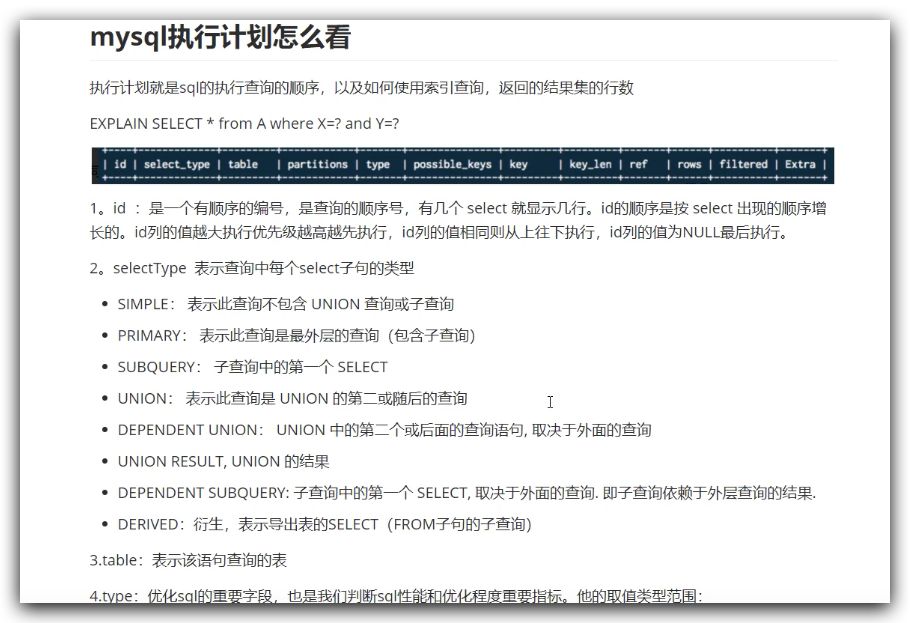 mysql执行计划怎么看
执行计划就是sql的执行查询的顺序，以及如何使用索引查询，返回的结果集的行数
EXPLAIN SELECT * from A where X=? and Y=?
| id | select_type | table | partitions | type | possible_keys | key | key_len | ref | rows | filtered | Extra |
1。id ：是一个有顺序的编号，是查询的顺序号，有几个 select 就显示几行。id的顺序是按 select 出现的顺序增
长的。id列的值越大执行优先级越高越先执行，id列的值相同则从上往下执行，id列的值为NULL最后执行。
2。selectType 表示查询中每个select子句的类型
• SIMPLE： 表示此查询不包含 UNION 查询或子查询
• PRIMARY： 表示此查询是最外层的查询（包含子查询）
• SUBQUERY： 子查询中的第一个 SELECT
• UNION： 表示此查询是 UNION 的第二或随后的查询
• DEPENDENT UNION： UNION 中的第二个或后面的查询语句, 取决于外面的查询
• UNION RESULT, UNION 的结果
• DEPENDENT SUBQUERY: 子查询中的第一个 SELECT, 取决于外面的查询. 即子查询依赖于外层查询的结果.
• DERIVED：衍生，表示导出表的SELECT（FROM子句的子查询）
3.table：表示该语句查询的表
4.type：优化sql的重要字段，也是我们判断sql性能和优化程度重要指标。他的取值类型范围：